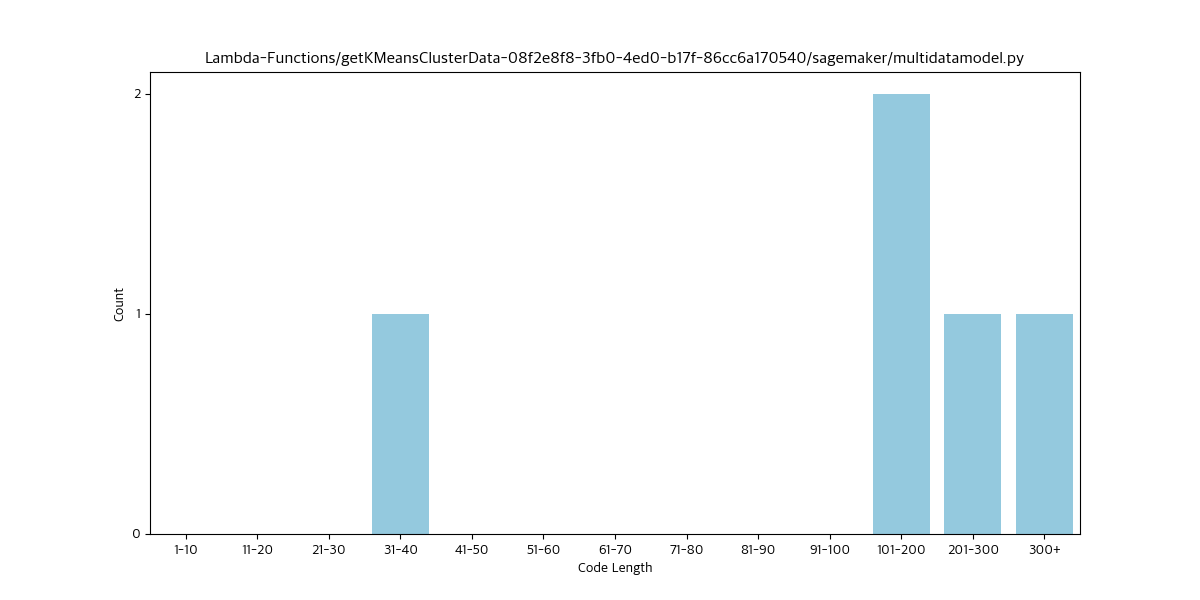 Lambda-Functions/getKMeansClusterData-08f2e8f8-3fb0-4ed0-b17f-86cc6a170540/sagemaker/multidatamodel.py
2
1
0
Count
1-10 11-20 21-30 31-40 41-50 51-60 61-70 71-80 81-90 91-100 101-200 201-300 300+
Code Length